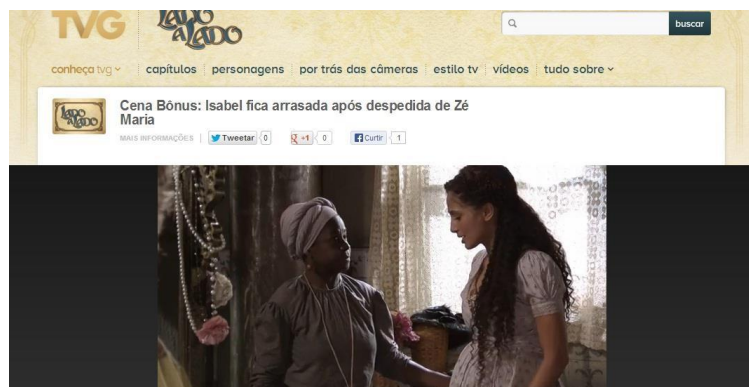 TVG
LADO
A LADO
buscar
conheça tvg
capítulos
personagens
por trás das câmeras
estilo tv
vídeos
tudo sobre
LADO
A LADO
Cena Bônus: Isabel fica arrasada após despedida de Zé
Maria
MAIS INFORMAÇÕES | Tweetar 0 g +1 0 f Curtir 1